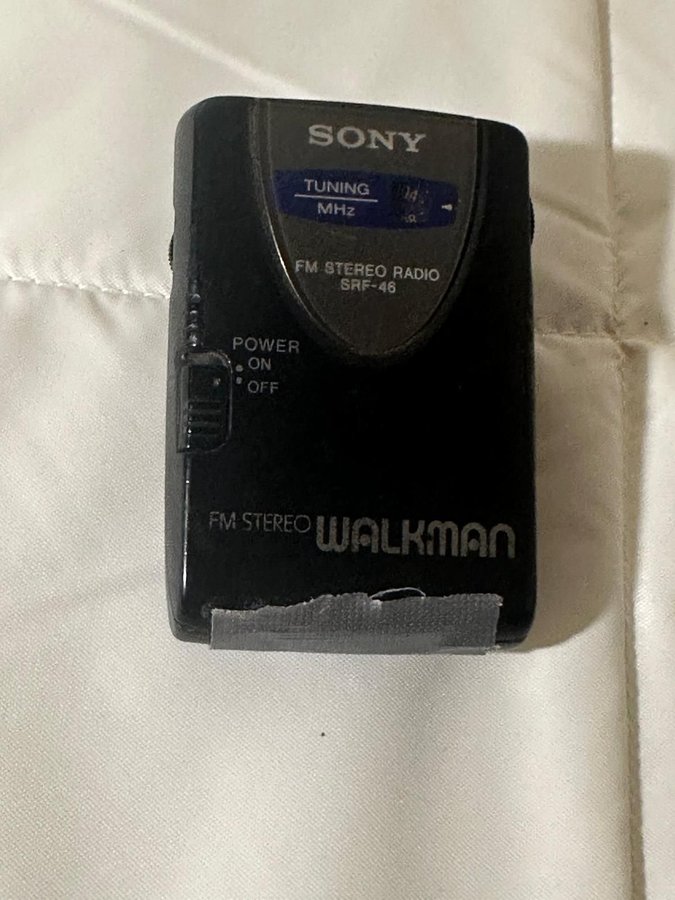 SONY
TUNING
MHz
FM STEREO RADIO
SRF-46
POWER
ON
OFF
FM STEREO WALKMAN